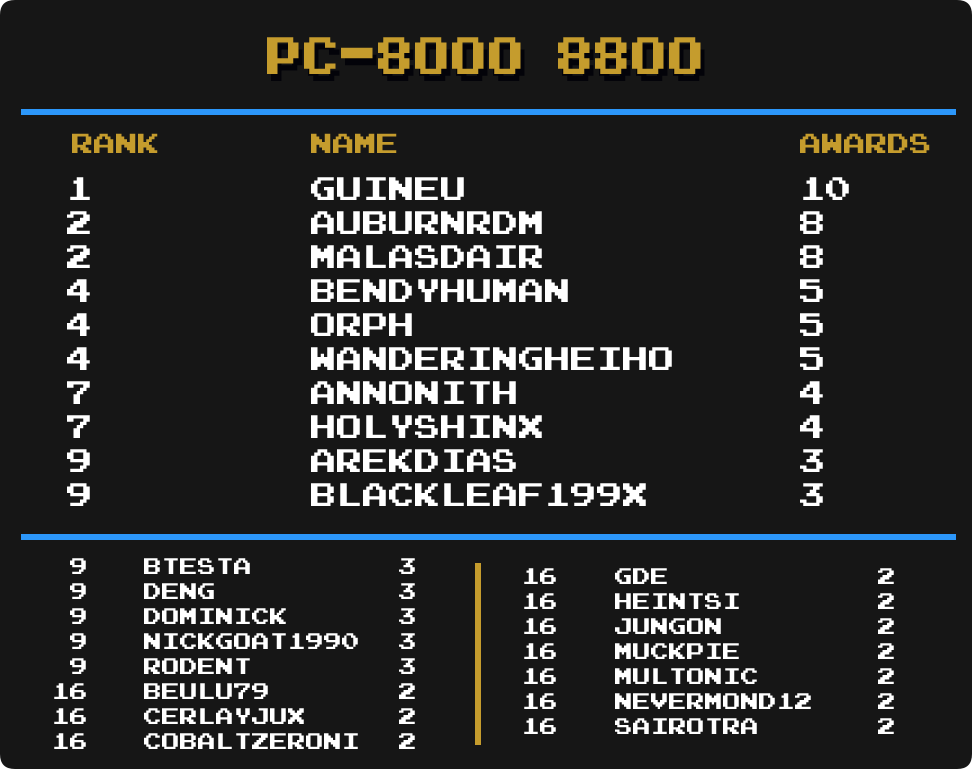 PC-8000 8800
RANK NAME AWARDS
1 GUINEU 10
2 AUBURNRDM 8
2 MALASDAIR 8
4 BENDYHUMAN 5
4 ORPH 5
4 WANDERINGHEIHO 5
7 ANNONITH 4
7 HOLYSHINX 4
9 AREKDIAS 3
9 BLACKLEAF199X 3
9 BTESTA 3
9 DENG 3
9 DOMINICK 3
9 NICKGOAT1990 3
9 RODENT 3
16 BEULU79 2
16 CERLAYJUX 2
16 COBALTZERONI 2
16 GDE 2
16 HEINTSI 2
16 JUNGON 2
16 MUCKPIE 2
16 MULTONIC 2
16 NEVERMOND12 2
16 SAIROTRA 2